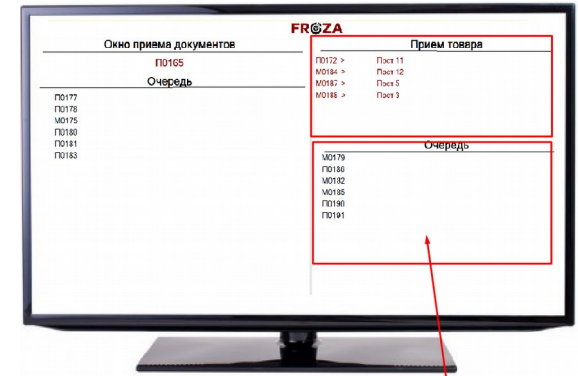 FROZA
Окно приема документов
П0165
Очередь
П0177
П0178
М0175
П0180
П0181
П0183
Прием товара
П0172 > Пост 11
М0184 > Пост 12
М0187 > Пост 5
М0188 > Пост 3
Очередь
М0179
П0180
М0182
М0185
П0190
П0191